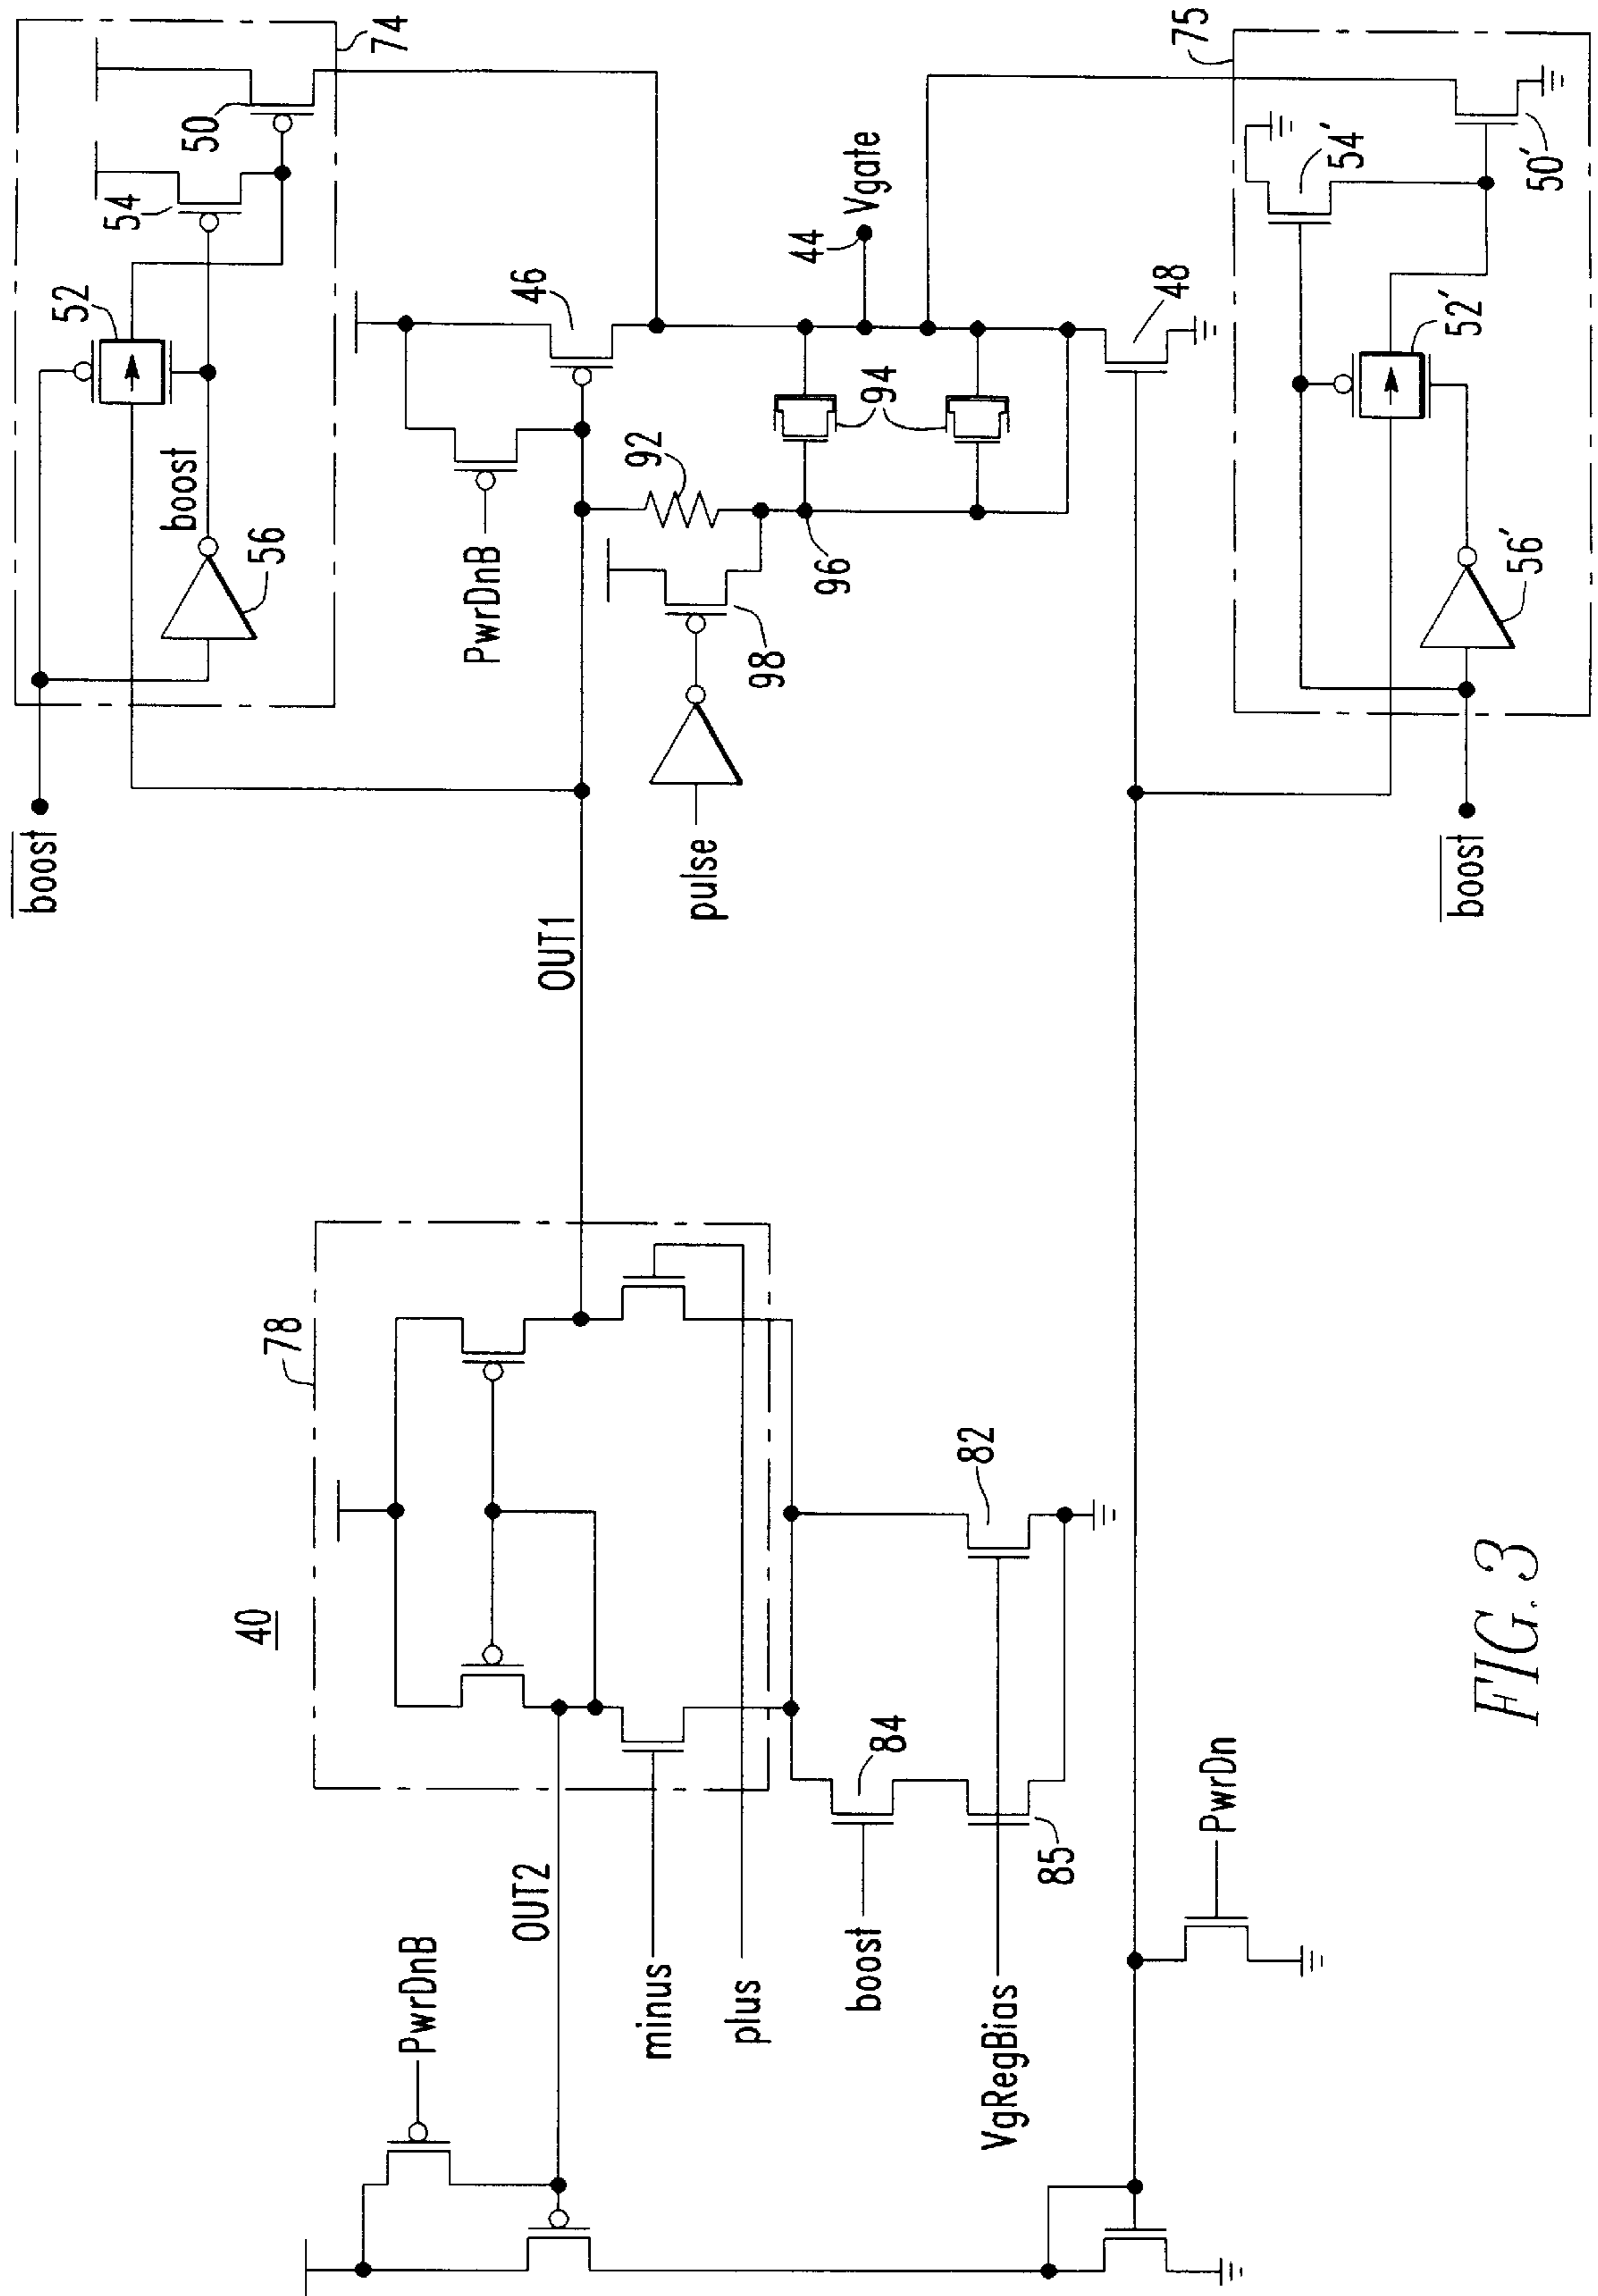 boost
52
54
50
74
boost
56
PwrDnB
46
92
98
pulse
96
94
44
Vgate
48
75
54'
50'
52'
56'
boost
OUT1
40
78
OUT2
PwrDnB
minus
plus
84
82
boost
85
VgRegBias
PwrDn
FIG. 3